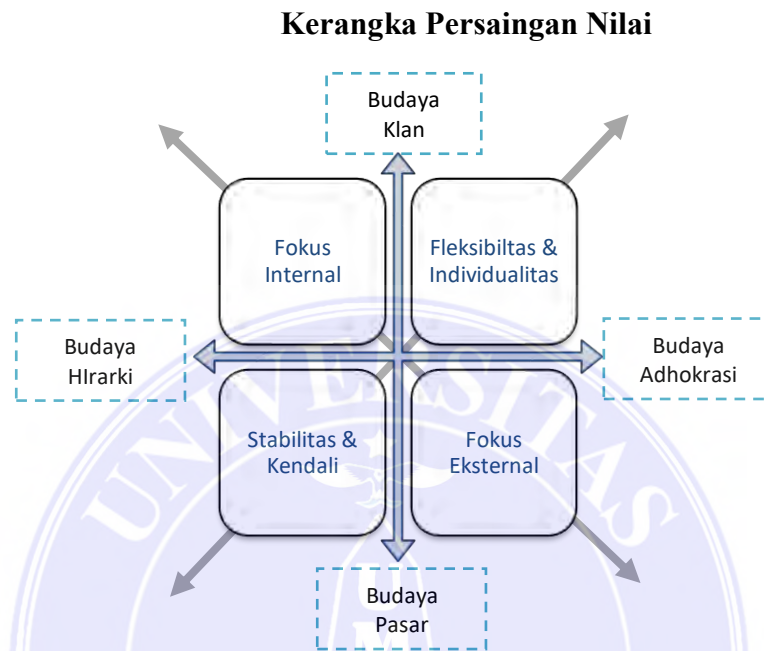 Kerangka Persaingan Nilai
Budaya
Klan
Fokus
Internal
Fleksibiltas &
Individualitas
Budaya
HIrarki
Budaya
Adhokrasi
Stabilitas &
Kendali
Fokus
Eksternal
Budaya
Pasar
UNIVERSITAS
U
M